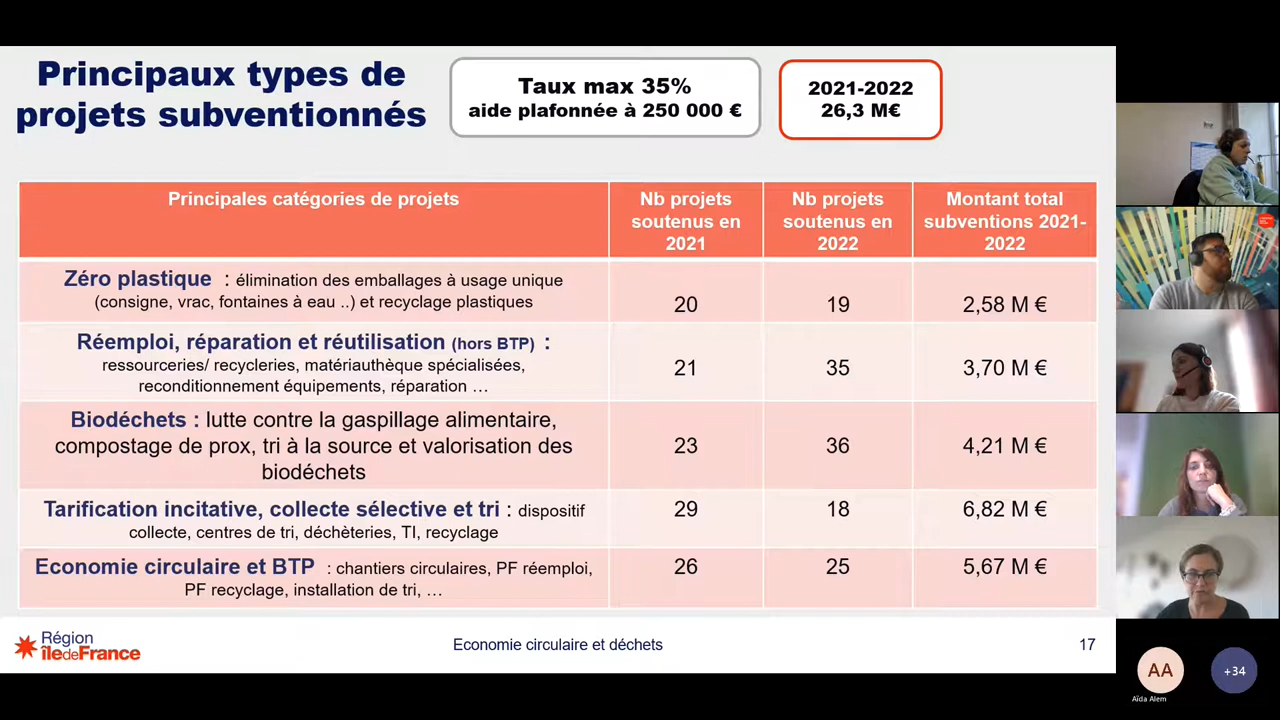 Principaux types de
projets subventionnés
Taux max 35%
aide plafonnée à 250 000 €
2021-2022
26,3 M€
Principales catégories de projets
Nb projets
soutenus en
2021
Nb projets
soutenus en
2022
Montant total
subventions 2021-
2022
Zéro plastique : élimination des emballages à usage unique
(consigne, vrac, fontaines à eau ..) et recyclage plastiques
20
19
2,58 M €
Réemploi, réparation et réutilisation (hors BTP) :
ressourceries/ recycleries, matériauthèque spécialisées,
reconditionnement équipements, réparation …
21
35
3,70 M €
Biodéchets : lutte contre la gaspillage alimentaire,
compostage de prox, tri à la source et valorisation des
biodéchets
23
36
4,21 M €
Tarification incitative, collecte sélective et tri : dispositif
collecte, centres de tri, déchèteries, TI, recyclage
29
18
6,82 M €
Economie circulaire et BTP : chantiers circulaires, PF réemploi,
PF recyclage, installation de tri, …
26
25
5,67 M €
Région
îledeFrance
Economie circulaire et déchets
17
AA
Aïda Alem
+34